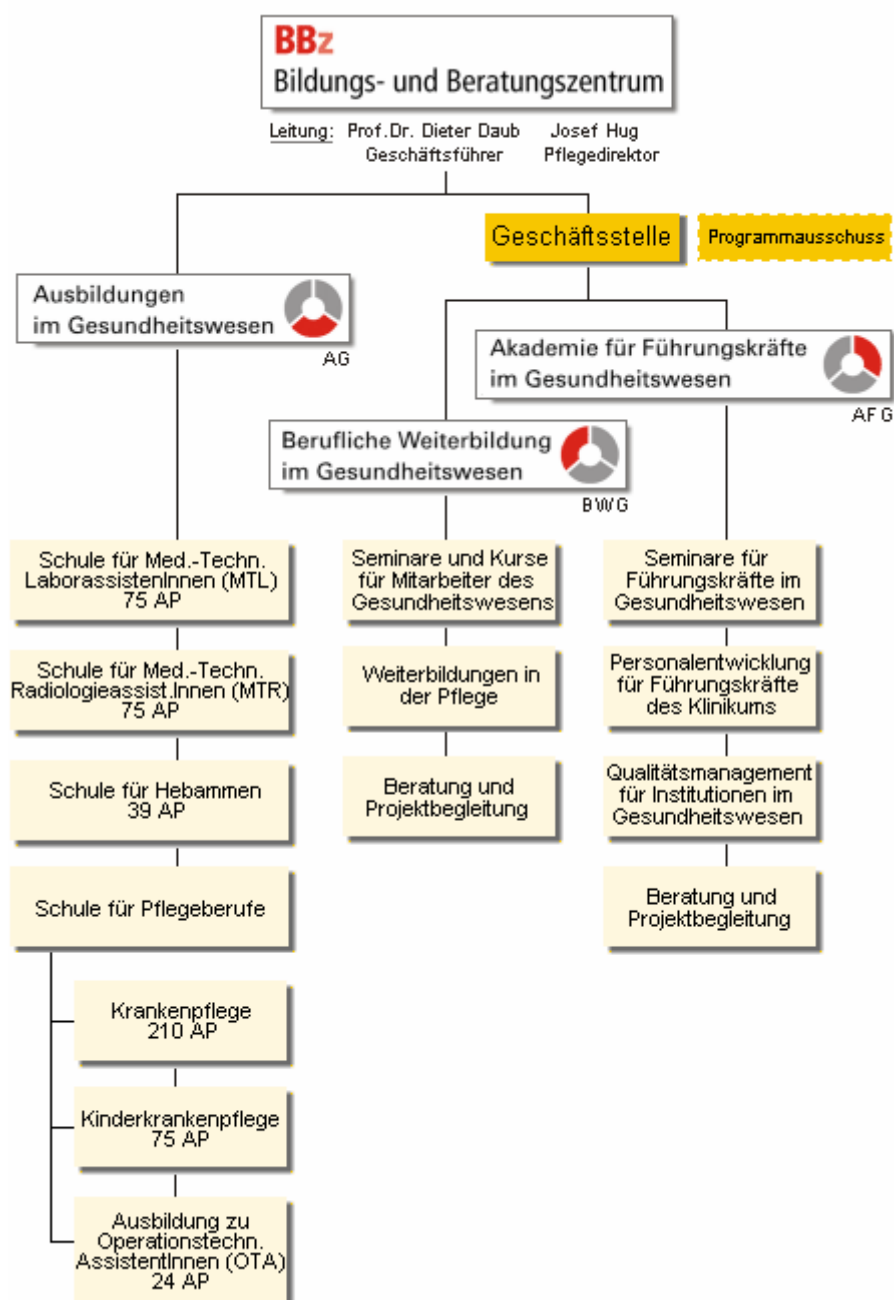 BBz
Bildungs- und Beratungszentrum
Leitung: Prof.Dr. Dieter Daub Josef Hug
Geschäftsführer Pflegedirektor
Geschäftsstelle
Programmausschuss
Ausbildungen
im Gesundheitswesen
AG
Akademie für Führungskräfte
im Gesundheitswesen
AFG
Berufliche Weiterbildung
im Gesundheitswesen
BWG
Schule für Med.-Techn.
LaborassistenInnen (MTL)
75 AP
Schule für Med.-Techn.
Radiologieassist.Innen (MTR)
75 AP
Schule für Hebammen
39 AP
Schule für Pflegeberufe
Krankenpflege
210 AP
Kinderkrankenpflege
75 AP
Ausbildung zu
Operationstechn.
AssistentInnen (OTA)
24 AP
Seminare und Kurse
für Mitarbeiter des
Gesundheitswesens
Weiterbildungen in
der Pflege
Beratung und
Projektbegleitung
Seminare für
Führungskräfte im
Gesundheitswesen
Personalentwicklung
für Führungskräfte
des Klinikums
Qualitätsmanagement
für Institutionen im
Gesundheitswesen
Beratung und
Projektbegleitung